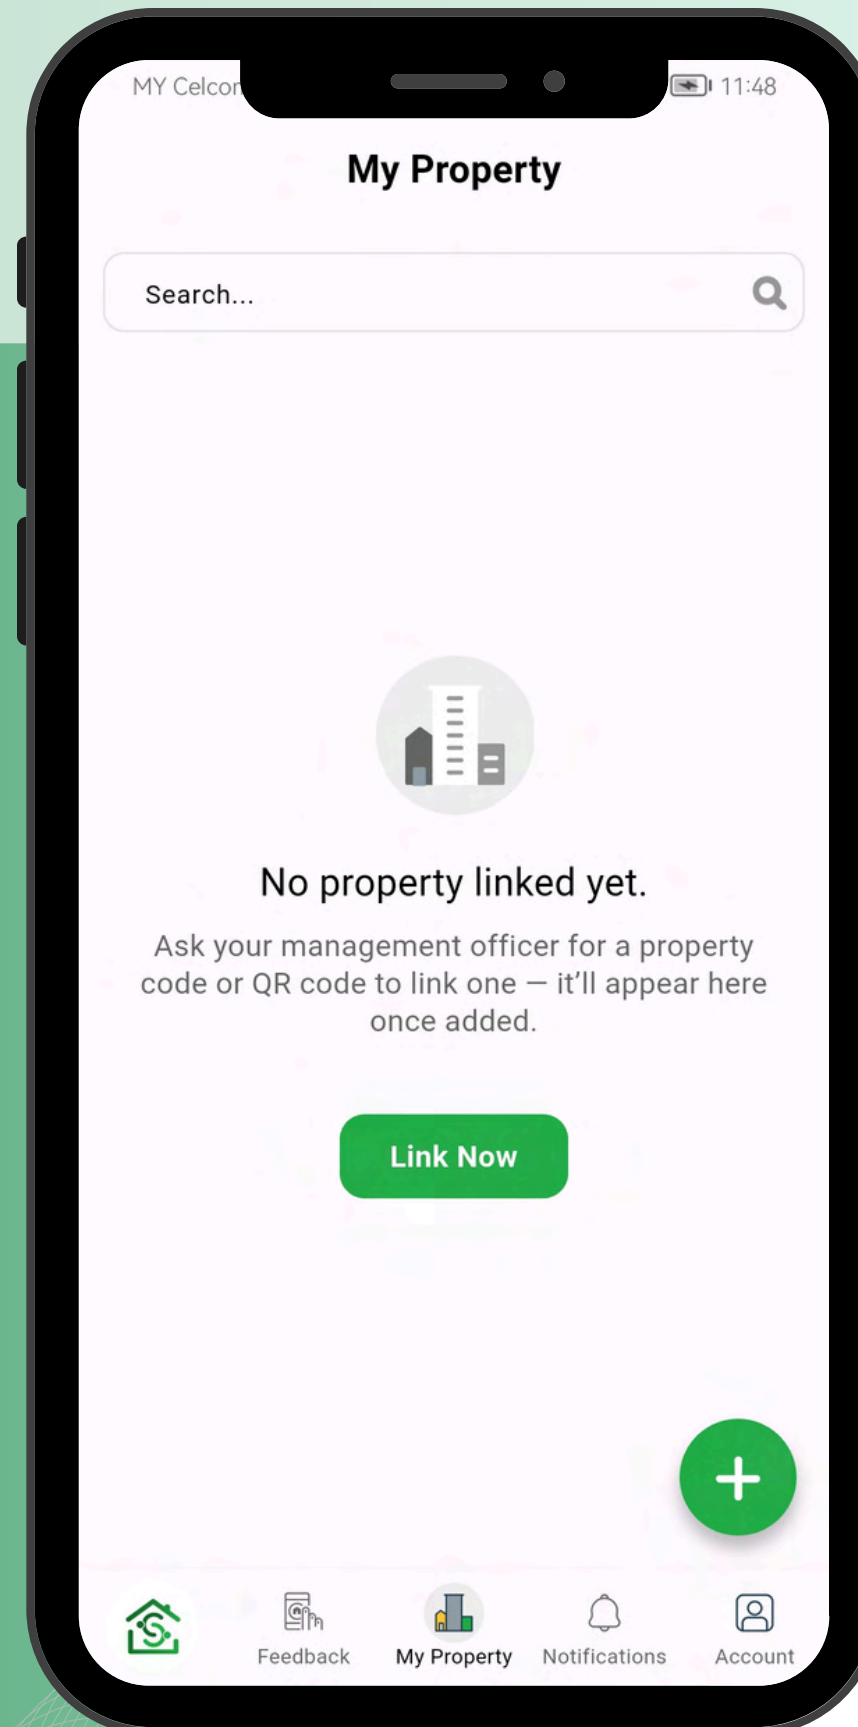 MY Celcom
11:48
My Property
Search...
No property linked yet.
Ask your management officer for a property
code or QR code to link one — it’ll appear here
once added.
Link Now
Feedback
My Property
Notifications
Account